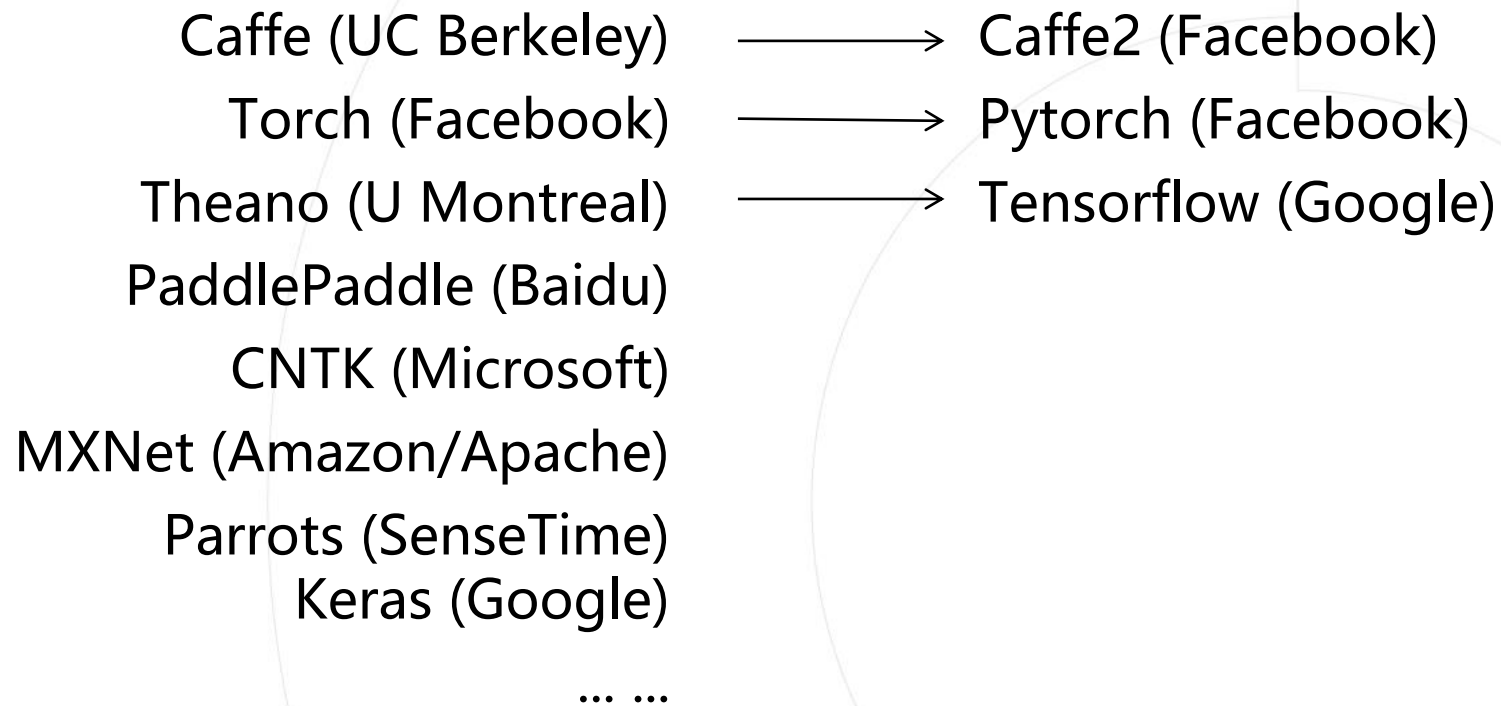 Caffe (UC Berkeley) Caffe2 (Facebook)
Torch (Facebook) Pytorch (Facebook)
Theano (U Montreal) Tensorflow (Google)
PaddlePaddle (Baidu)
CNTK (Microsoft)
MXNet (Amazon/Apache)
Parrots (SenseTime)
Keras (Google)
... ...